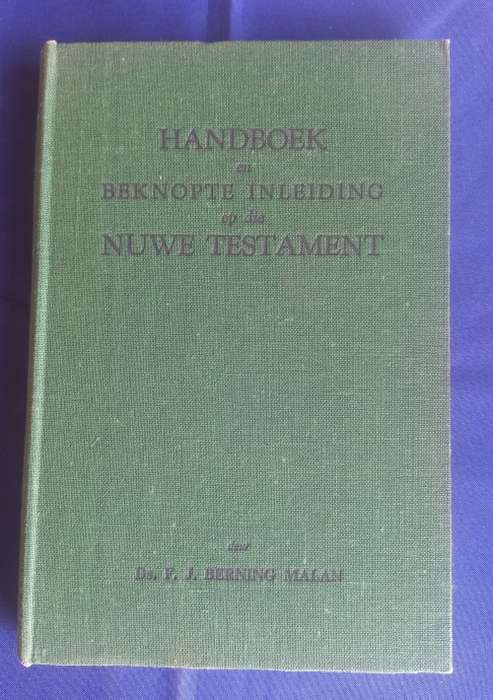 HANDBOEK
en
BEKNOPTE INLEIDING
op die
NUWE TESTAMENT
deur
Ds. F. J. BERNING MALAN